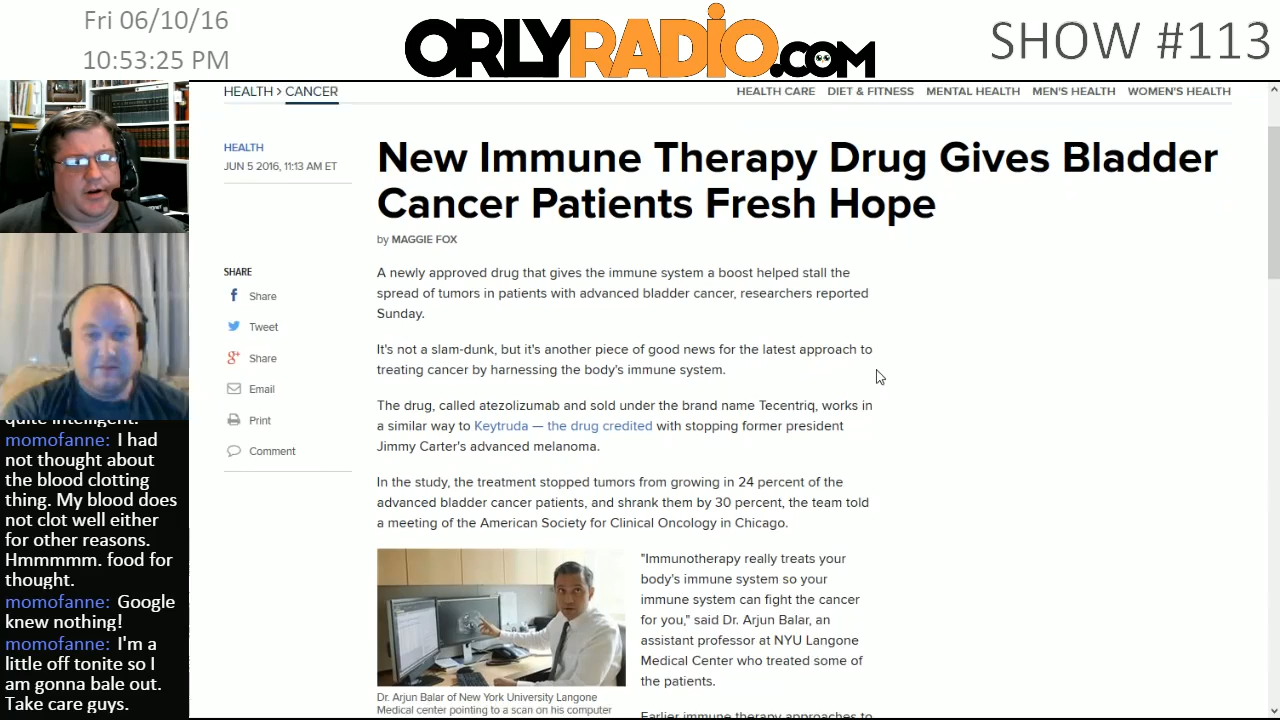 Fri 06/10/16
10:53:25 PM
ORLYRADiO.COM
SHOW #113
HEALTH > CANCER
HEALTH CARE DIET & FITNESS MENTAL HEALTH MEN'S HEALTH WOMEN'S HEALTH
HEALTH
JUN 5 2016, 11:13 AM ET
New Immune Therapy Drug Gives Bladder
Cancer Patients Fresh Hope
by MAGGIE FOX
SHARE
Share
Tweet
Share
Email
Print
Comment
A newly approved drug that gives the immune system a boost helped stall the
spread of tumors in patients with advanced bladder cancer, researchers reported
Sunday.
It's not a slam-dunk, but it's another piece of good news for the latest approach to
treating cancer by harnessing the body's immune system.
The drug, called atezolizumab and sold under the brand name Tecentriq, works in
a similar way to Keytruda — the drug credited with stopping former president
Jimmy Carter's advanced melanoma.
In the study, the treatment stopped tumors from growing in 24 percent of the
advanced bladder cancer patients, and shrank them by 30 percent, the team told
a meeting of the American Society for Clinical Oncology in Chicago.
"Immunotherapy really treats your
body's immune system so your
immune system can fight the cancer
for you," said Dr. Arjun Balar, an
assistant professor at NYU Langone
Medical Center who treated some of
the patients.
Earlier immune therapy approaches to
Dr. Arjun Balar of New York University Langone
Medical center pointing to a scan on his computer
quite intelligent.
momofanne: I had
not thought about
the blood clotting
thing. My blood does
not clot well either
for other reasons.
Hmmmmm. food for
thought.
momofanne: Google
knew nothing!
momofanne: I'm a
little off tonite so I
am gonna bale out.
Take care guys.